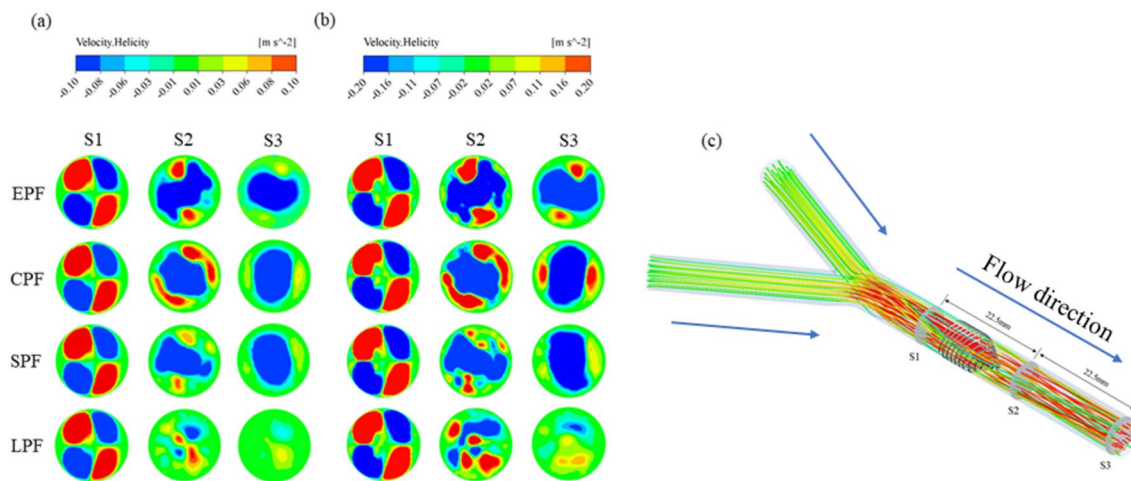 (a)
Velocity.Helicity [m s^-2]
-0.10 -0.08 -0.06 -0.03 -0.01 0.01 0.03 0.06 0.08 0.10
(b)
Velocity.Helicity [m s^-2]
-0.20 -0.16 -0.11 -0.07 -0.02 0.02 0.07 0.11 0.16 0.20
S1 S2 S3
S1 S2 S3
EPF
CPF
SPF
LPF
(c)
Flow direction
22.5mm
22.5mm
S1
S2
S3